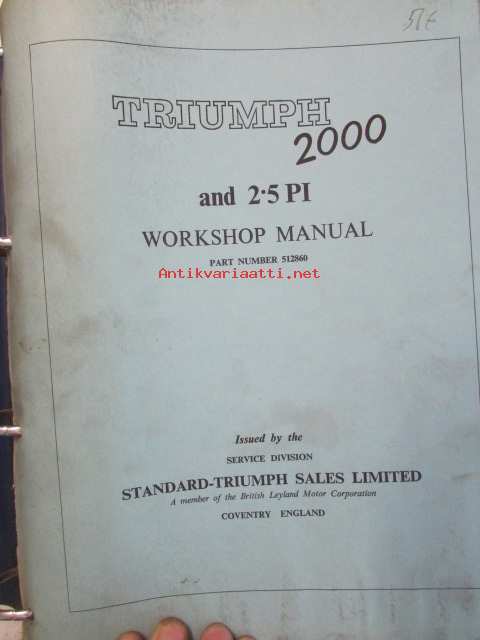 57€
TRIUMPH
2000
and 2·5 PI
WORKSHOP MANUAL
PART NUMBER 512860
Antikvariaatti.net
Issued by the
SERVICE DIVISION
STANDARD-TRIUMPH SALES LIMITED
A member of the British Leyland Motor Corporation
COVENTRY ENGLAND